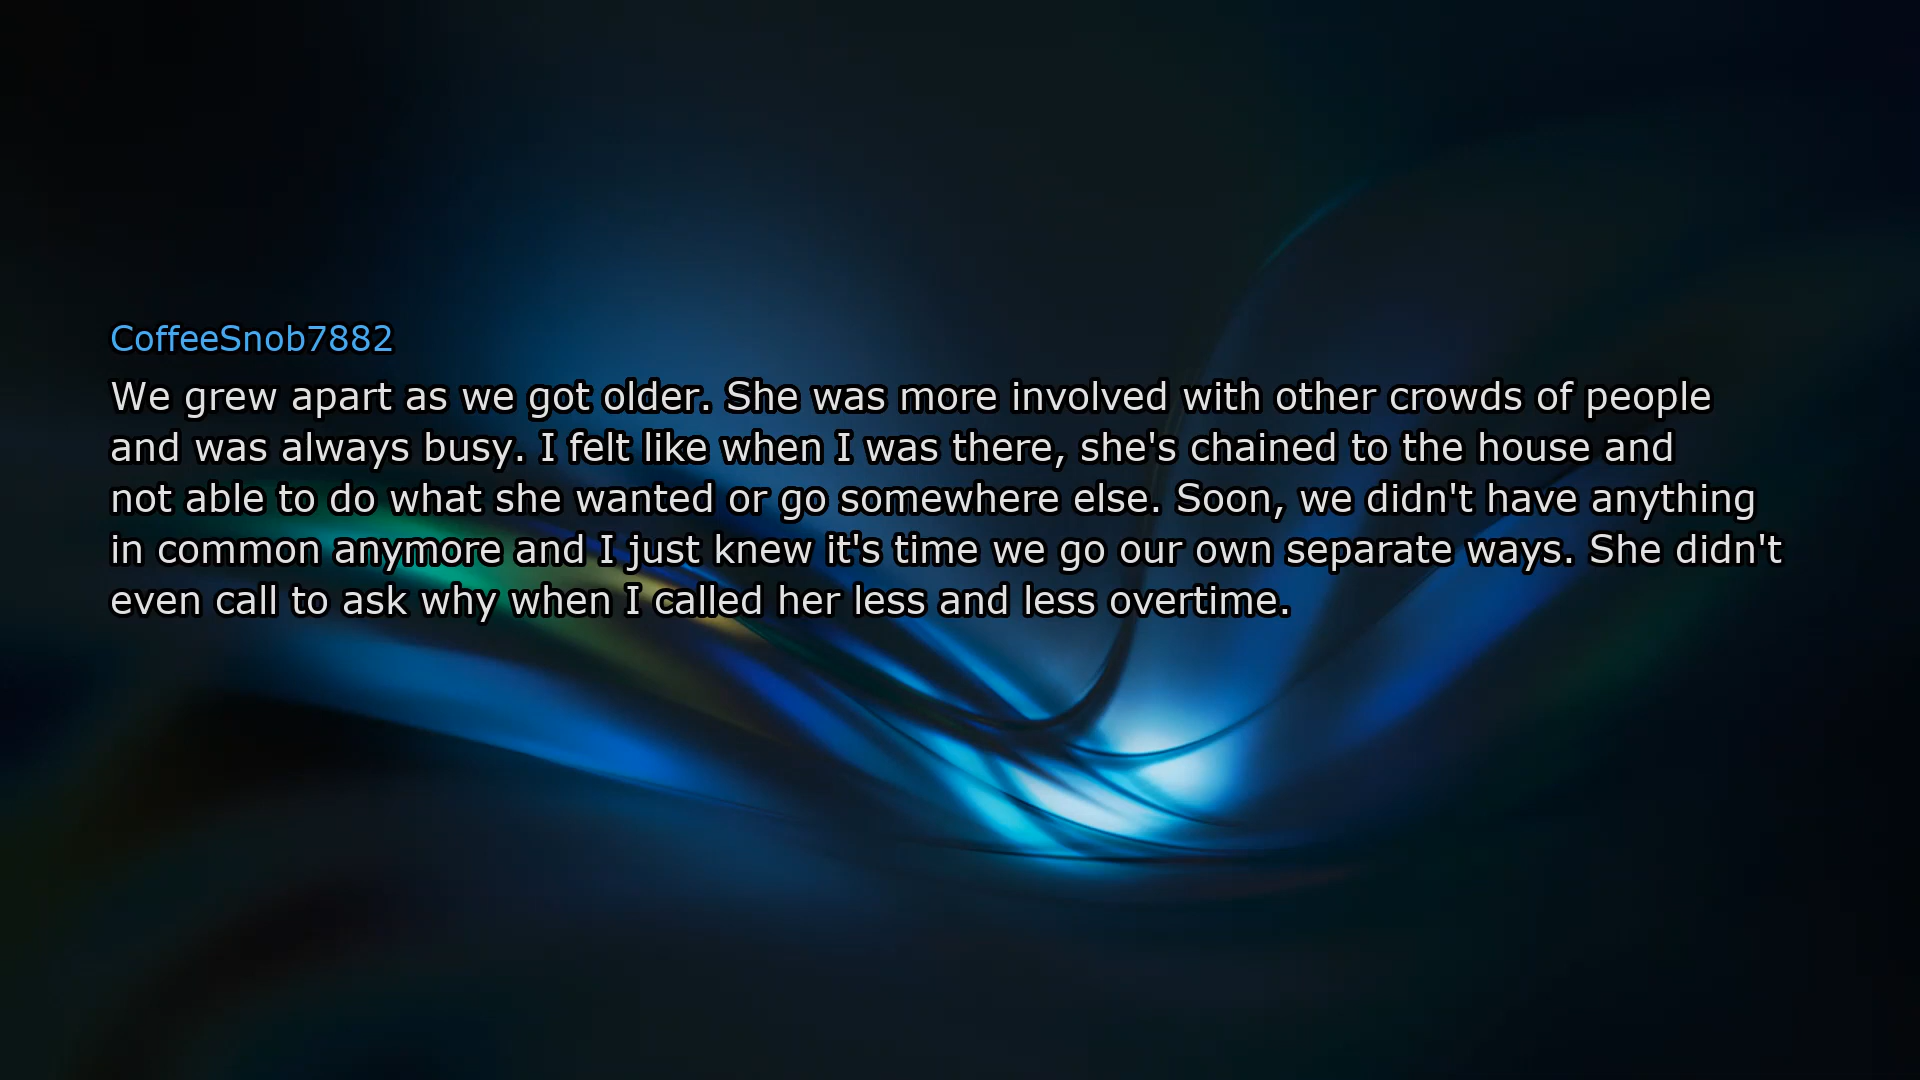 CoffeeSnob7882
We grew apart as we got older. She was more involved with other crowds of people
and was always busy. I felt like when I was there, she's chained to the house and
not able to do what she wanted or go somewhere else. Soon, we didn't have anything
in common anymore and I just knew it's time we go our own separate ways. She didn't
even call to ask why when I called her less and less overtime.